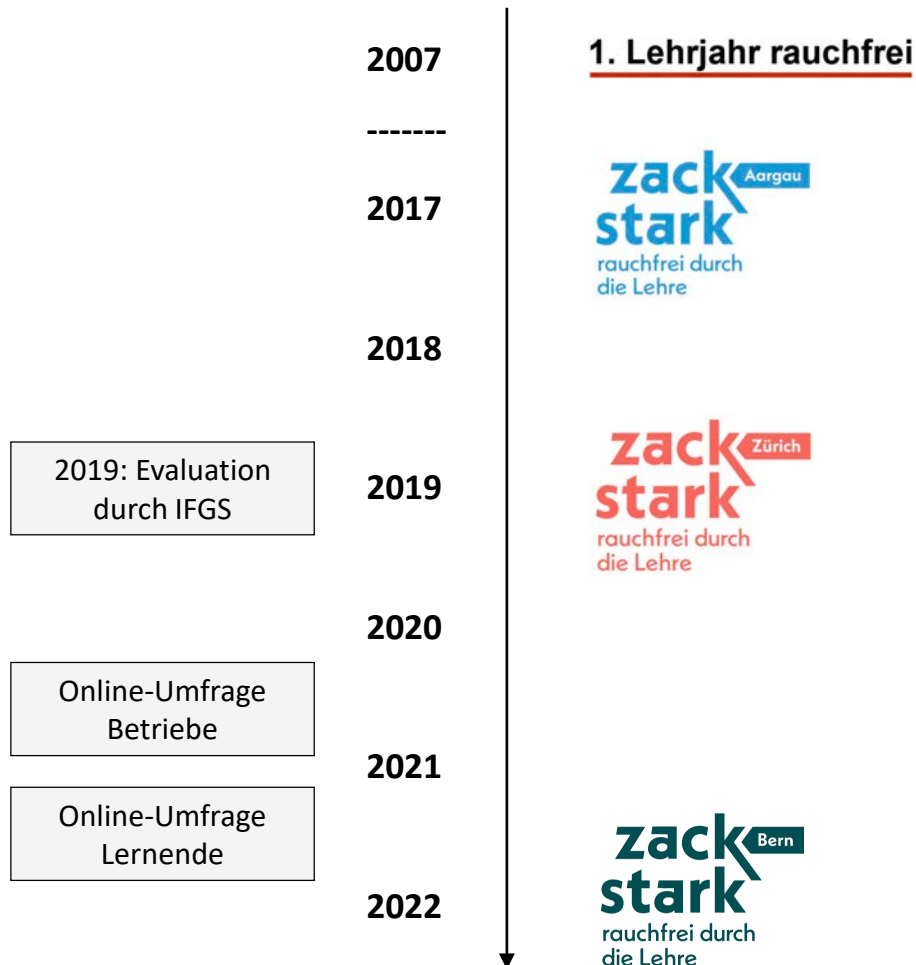 2007
1. Lehrjahr rauchfrei
-------
2017
zack Aargau
stark
rauchfrei durch
die Lehre
2018
2019: Evaluation
durch IFGS
2019
zack Zürich
stark
rauchfrei durch
die Lehre
2020
Online-Umfrage
Betriebe
2021
Online-Umfrage
Lernende
2022
zack Bern
stark
rauchfrei durch
die Lehre